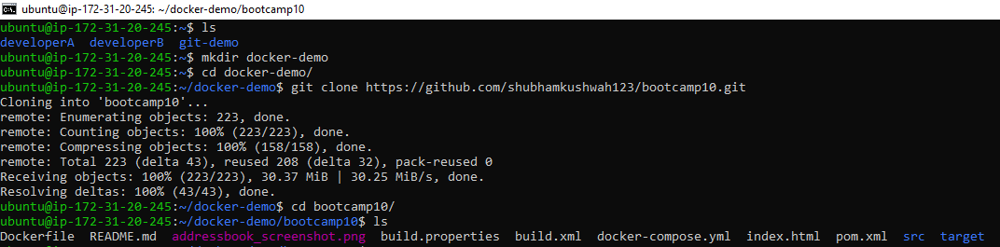 ubuntu@ip-172-31-20-245: ~/docker-demo/bootcamp10
ubuntu@ip-172-31-20-245:~$ ls
developerA  developerB  git-demo
ubuntu@ip-172-31-20-245:~$ mkdir docker-demo
ubuntu@ip-172-31-20-245:~$ cd docker-demo/
ubuntu@ip-172-31-20-245:~/docker-demo$ git clone https://github.com/shubhamkushwah123/bootcamp10.git
Cloning into 'bootcamp10'...
remote: Enumerating objects: 223, done.
remote: Counting objects: 100% (223/223), done.
remote: Compressing objects: 100% (158/158), done.
remote: Total 223 (delta 43), reused 208 (delta 32), pack-reused 0
Receiving objects: 100% (223/223), 30.37 MiB | 30.25 MiB/s, done.
Resolving deltas: 100% (43/43), done.
ubuntu@ip-172-31-20-245:~/docker-demo$ cd bootcamp10/
ubuntu@ip-172-31-20-245:~/docker-demo/bootcamp10$ ls
Dockerfile  README.md  addressbook_screenshot.png  build.properties  build.xml  docker-compose.yml  index.html  pom.xml  src  target